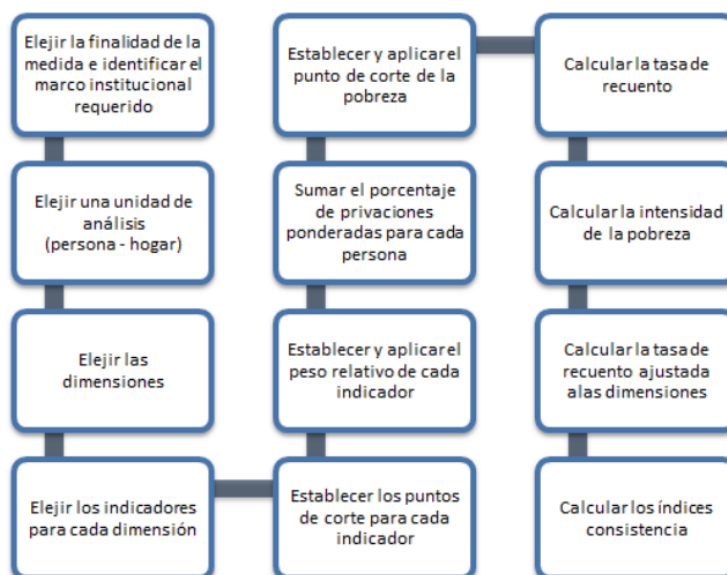 Elejir la finalidad de la
medida e identificar el
marco institucional
requerido
Elejir una unidad de
análisis
(persona - hogar)
Elejir las
dimensiones
Elejir los indicadores
para cada dimensión
Establecer los puntos
de corte para cada
indicador
Establecer y aplicar el
peso relativo de cada
indicador
Sumar el porcentaje
de privaciones
ponderadas para cada
persona
Establecer y aplicar el
punto de corte de la
pobreza
Calcular la tasa de
recuento
Calcular la intensidad
de la pobreza
Calcular la tasa de
recuento ajustada
alas dimensiones
Calcular los índices
consistencia